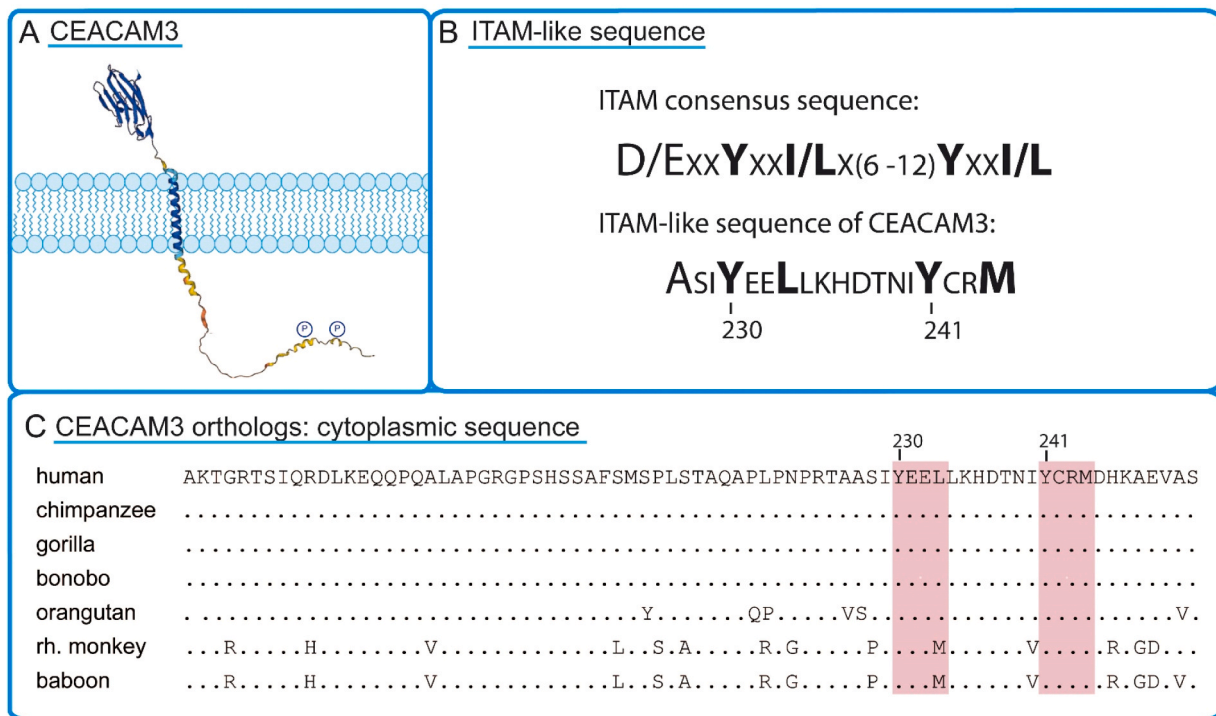 A CEACAM3
P P
B ITAM-like sequence
ITAM consensus sequence:
D/ExxYxxI/Lx(6 -12)YxxI/L
ITAM-like sequence of CEACAM3:
ASIYEELLKHDTNIYCRM
230 241
C CEACAM3 orthologs: cytoplasmic sequence
230 241
human AKTGRTSIQRDLKEQQPQALAPGRGPSHSSAFSMSPLSTAQAPLPNPRTAASIYEELLKHDTNIYCRMDHKAEVAS
chimpanzee ............................................................................
gorilla ............................................................................
bonobo ............................................................................
orangutan ..................................Y.......QP.....VS.......................V.
rh. monkey ...R.....H........V.............L..S.A.....R.G.....P....M......V.....R.GD.V.
baboon ...R.....H........V.............L..S.A.....R.G.....P....M......V.....R.GD.V.